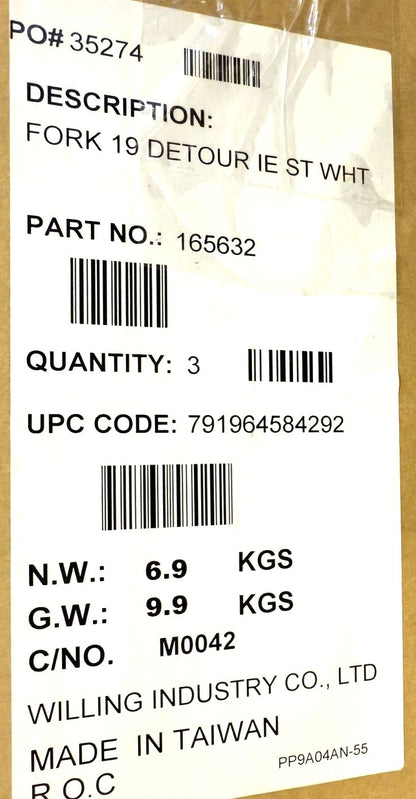 PO# 35274
DESCRIPTION:
FORK 19 DETOUR IE ST WHT
PART NO.: 165632
QUANTITY: 3
UPC CODE: 791964584292
N.W.: 6.9 KGS
G.W.: 9.9 KGS
C/NO. M0042
WILLING INDUSTRY CO., LTD
MADE IN TAIWAN
PP9A04AN-55
R.O.C